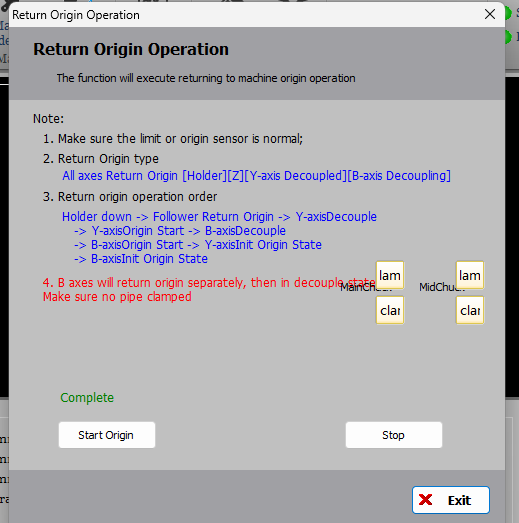 Return Origin Operation
Return Origin Operation
The function will execute returning to machine origin operation
Note:
1. Make sure the limit or origin sensor is normal;
2. Return Origin type
All axes Return Origin [Holder][Z][Y-axis Decoupled][B-axis Decoupling]
3. Return origin operation order
Holder down -> Follower Return Origin -> Y-axisDecouple
-> Y-axisOrigin Start -> B-axisDecouple
-> B-axisOrigin Start -> Y-axisInit Origin State
-> B-axisInit Origin State
4. B axes will return origin separately, then in decouple state
Make sure no pipe clamped
MainChuck
lam
clar
MidChuck
lam
clar
Complete
Start Origin
Stop
Exit